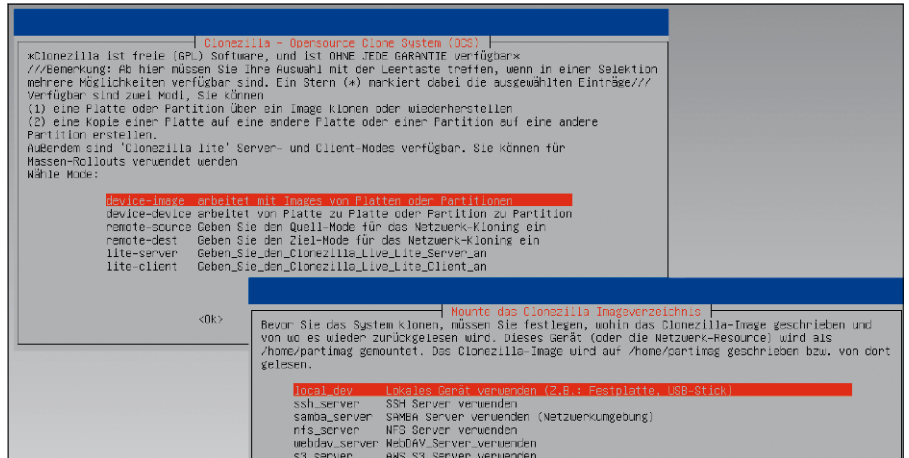 Clonezilla - Opensource Clone System (OCS)
*Clonezilla ist freie (GPL) Software, und ist OHNE JEDE GARANTIE verfügbar*
///Bemerkung: Ab hier müssen Sie Ihre Auswahl mit den Leertaste treffen, wenn in einer Selektion
mehrere Möglichkeiten verfügbar sind. Ein Stern (*) markiert dabei die ausgewählten Einträge///
Verfügbar sind zwei Modi, Sie können
(1) eine Platte oder Partition über ein Image klonen oder wiederherstellen
(2) eine Kopie einer Platte auf eine andere Platte oder einer Partition auf eine andere
Partition erstellen.
Außerdem sind 'Clonezilla lite' Server- und Client-Modes verfügbar. Sie können für
Massen-Rollouts verwendet werden
Wähle Mode:
device-image arbeitet mit Images von Platten oder Partitionen
device-device arbeitet von Platte zu Platte oder Partition zu Partition
remote-source Geben Sie den Quell-Mode für das Netzwerk-Kloning ein
remote-dest Geben Sie den Ziel-Mode für das Netzwerk-Kloning ein
lite-server Geben_Sie_den_Clonezilla_Live_Lite_Server_an
lite-client Geben_Sie_den_Clonezilla_Live_Lite_Client_an
<Ok>
Mounte das Clonezilla Imageverzeichnis
Bevor Sie das System klonen, müssen Sie festlegen, wohin das Clonezilla-Image geschrieben und
von wo es wieder zurückgelesen wird. Dieses Gerät (oder die Netzwerk-Resource) wird als
/home/partimag gemountet. Das Clonezilla-Image wird auf /home/partimag geschrieben bzw. von dort
gelesen.
local_dev Lokales Gerät verwenden (Z.B.: Festplatte, USB-Stick)
ssh_server SSH Server verwenden
samba_server SAMBA Server verwenden (Netzwerkumgebung)
nfs_server NFS Server verwenden
webdav_server WebDAV_Server_verwenden
s3_server AWS_S3_Server_verwenden